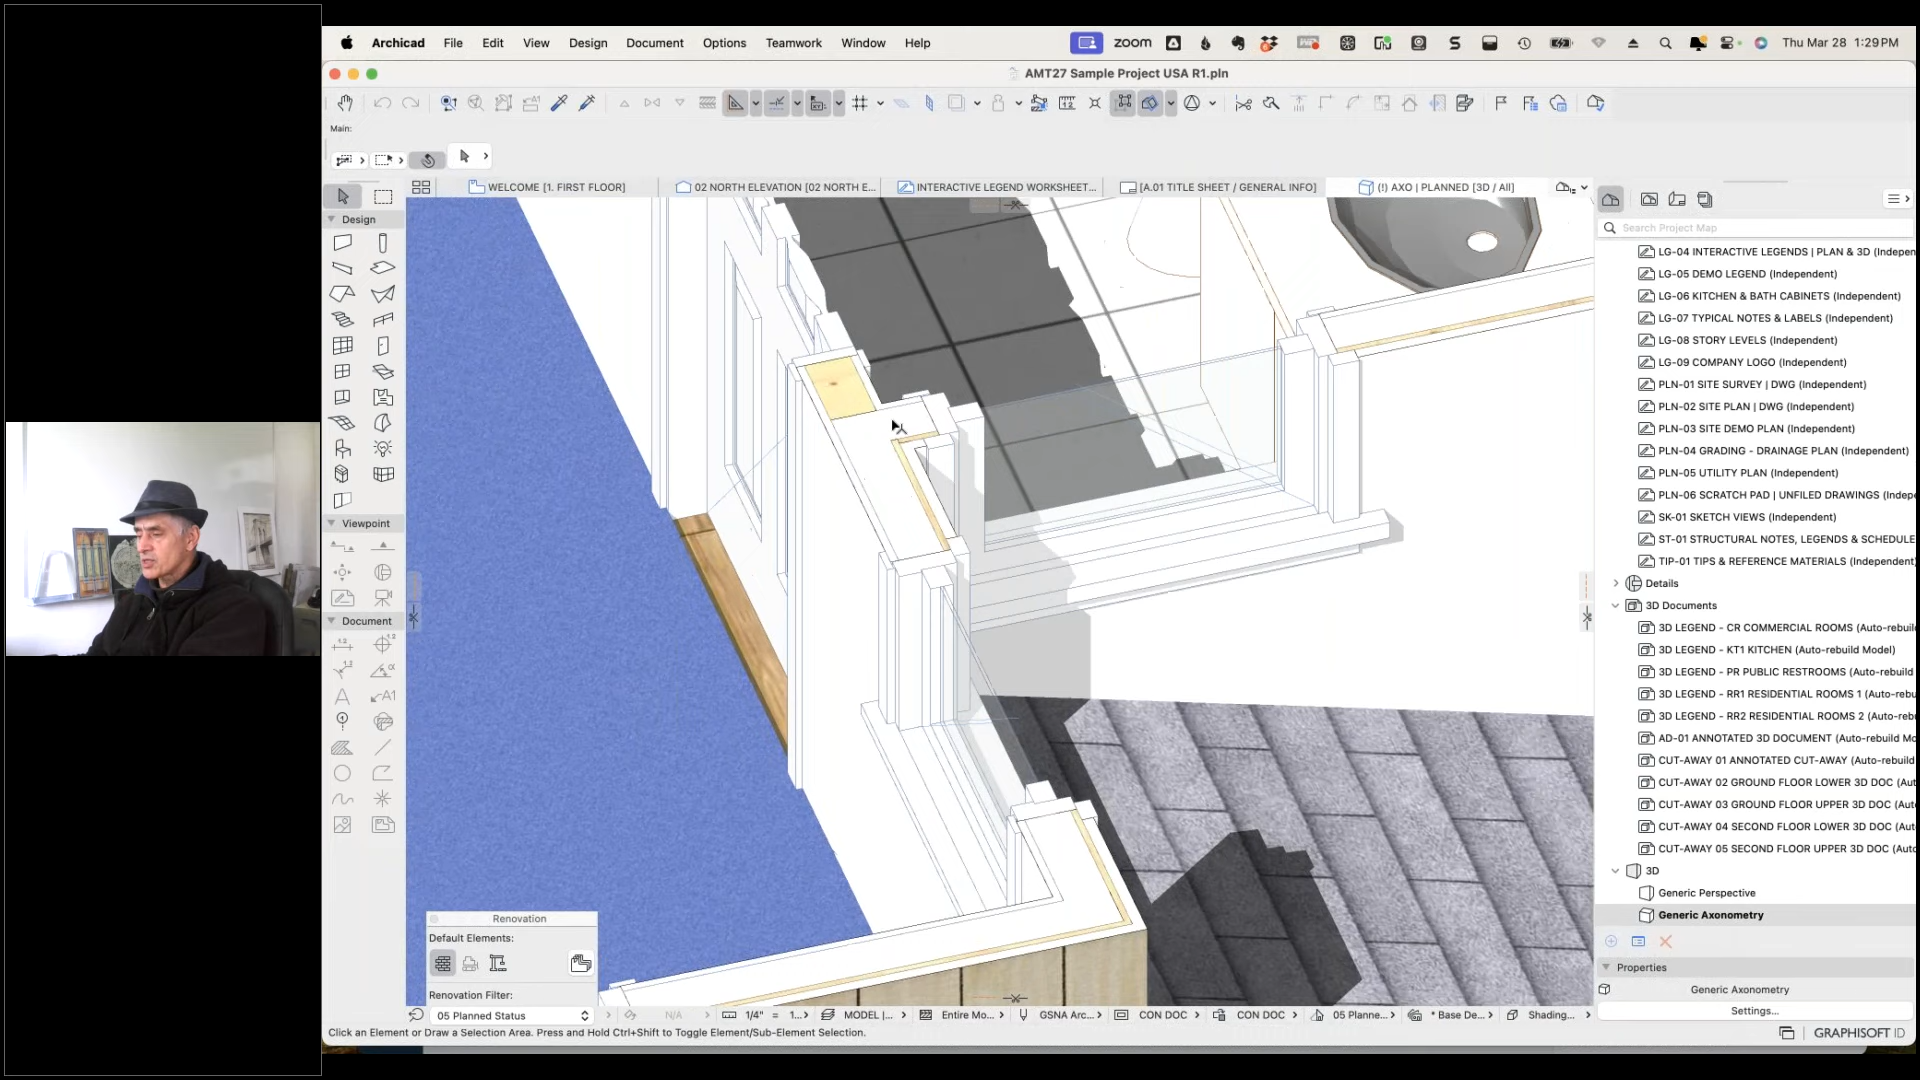 Archicad File Edit View Design Document Options Teamwork Window Help
zoom
Thu Mar 28 1:29 PM
AMT27 Sample Project USA R1.pln
Main:
WELCOME [1. FIRST FLOOR]
02 NORTH ELEVATION [02 NORTH E...
INTERACTIVE LEGEND WORKSHEET...
[A.01 TITLE SHEET / GENERAL INFO]
(!) AXO | PLANNED [3D / All]
Design
Viewpoint
Document
Search Project Map
LG-04 INTERACTIVE LEGENDS | PLAN & 3D (Indepen
LG-05 DEMO LEGEND (Independent)
LG-06 KITCHEN & BATH CABINETS (Independent)
LG-07 TYPICAL NOTES & LABELS (Independent)
LG-08 STORY LEVELS (Independent)
LG-09 COMPANY LOGO (Independent)
PLN-01 SITE SURVEY | DWG (Independent)
PLN-02 SITE PLAN | DWG (Independent)
PLN-03 SITE DEMO PLAN (Independent)
PLN-04 GRADING - DRAINAGE PLAN (Independent)
PLN-05 UTILITY PLAN (Independent)
PLN-06 SCRATCH PAD | UNFILED DRAWINGS (Indepe
SK-01 SKETCH VIEWS (Independent)
ST-01 STRUCTURAL NOTES, LEGENDS & SCHEDULE
TIP-01 TIPS & REFERENCE MATERIALS (Independent)
Details
3D Documents
3D LEGEND - CR COMMERCIAL ROOMS (Auto-rebuil
3D LEGEND - KT1 KITCHEN (Auto-rebuild Model)
3D LEGEND - PR PUBLIC RESTROOMS (Auto-rebuild
3D LEGEND - RR1 RESIDENTIAL ROOMS 1 (Auto-rebu
3D LEGEND - RR2 RESIDENTIAL ROOMS 2 (Auto-reb
AD-01 ANNOTATED 3D DOCUMENT (Auto-rebuild Mo
CUT-AWAY 01 ANNOTATED CUT-AWAY (Auto-rebuild
CUT-AWAY 02 GROUND FLOOR LOWER 3D DOC (Aut
CUT-AWAY 03 GROUND FLOOR UPPER 3D DOC (Aut
CUT-AWAY 04 SECOND FLOOR LOWER 3D DOC (Aut
CUT-AWAY 05 SECOND FLOOR UPPER 3D DOC (Aut
3D
Generic Perspective
Generic Axonometry
Properties
Generic Axonometry
Settings...
Renovation
Default Elements:
Renovation Filter:
05 Planned Status
N/A
1/4" = 1...
MODEL |...
Entire Mo...
GSNA Arc...
CON DOC
CON DOC
05 Planne...
* Base De...
Shading...
Click an Element or Draw a Selection Area. Press and Hold Ctrl+Shift to Toggle Element/Sub-Element Selection.
GRAPHISOFT ID